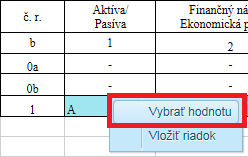 č. r.
Aktíva/
Pasíva
Finančný ná
Ekonomická p
b 1 2
0a - -
0b - -
1 A
Vybrať hodnotu
Vložiť riadok